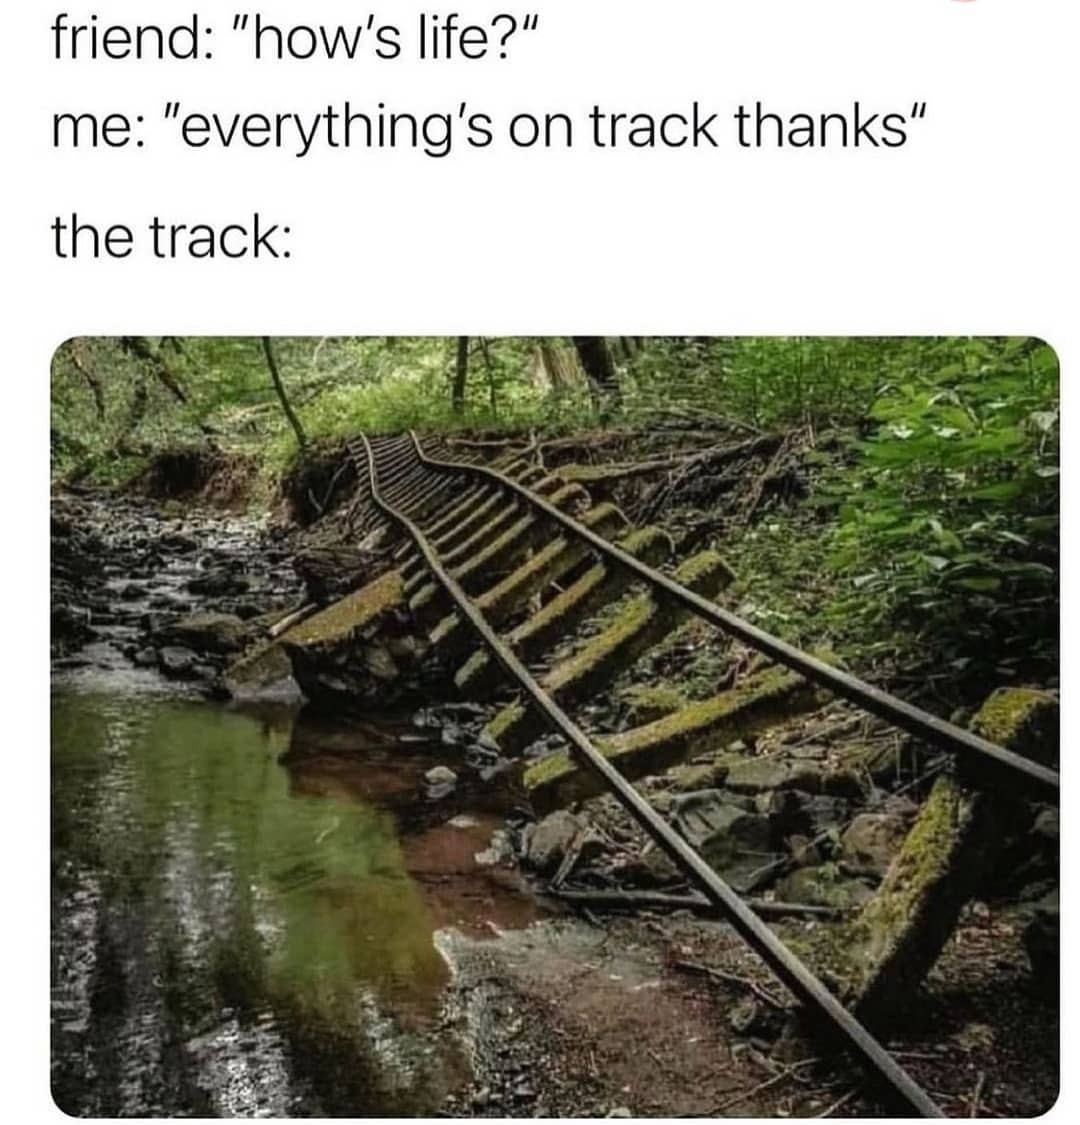 friend: "how's life?"
me: "everything's on track thanks"
the track: